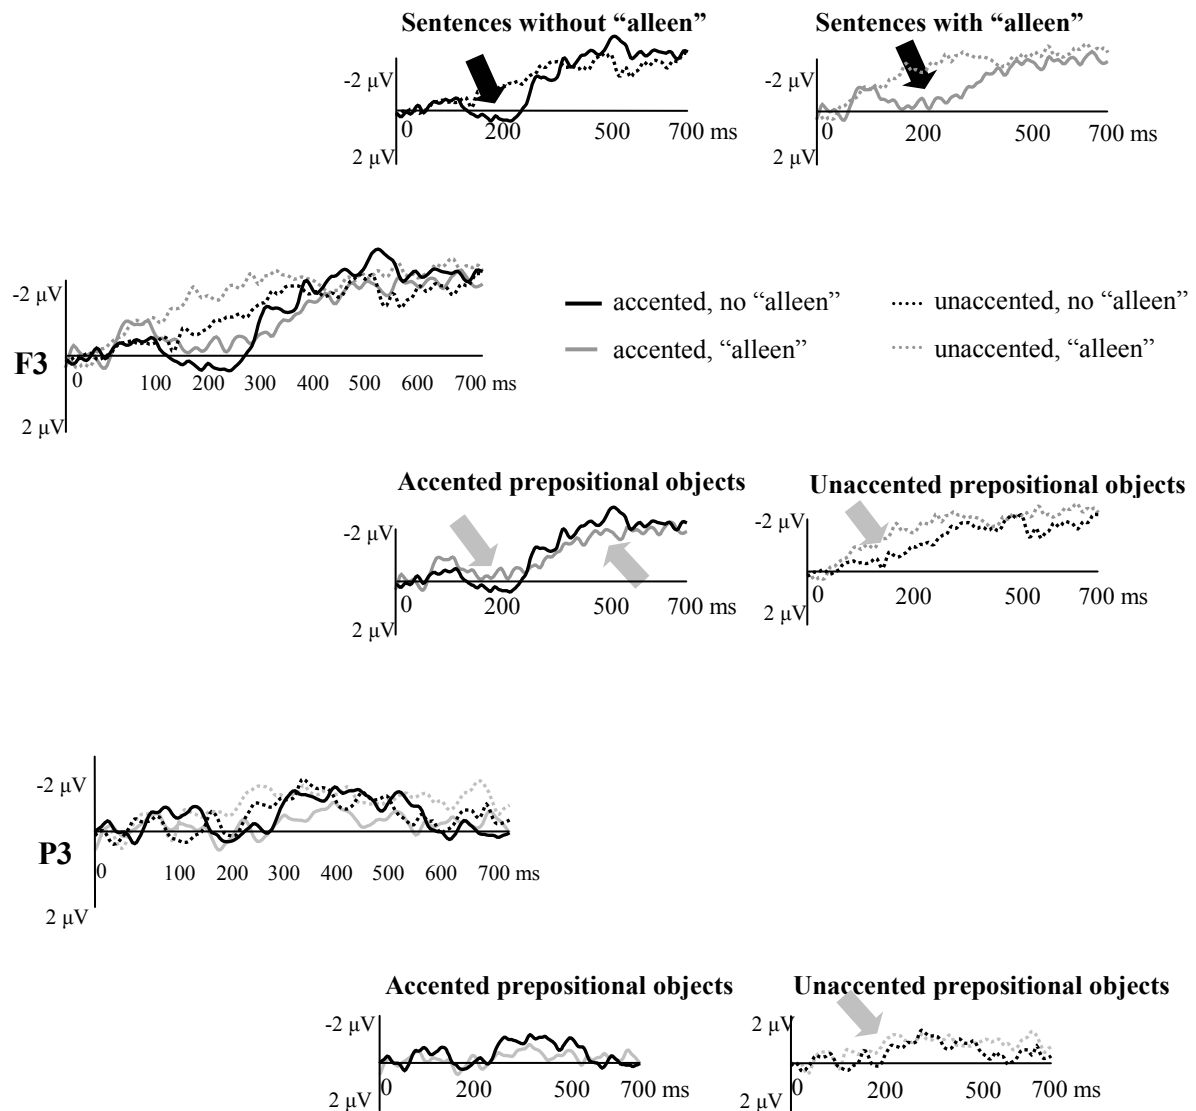 Sentences without “alleen”
Sentences with “alleen”
-2 μV
2 μV
0 200 500 700 ms
-2 μV
2 μV
0 200 500 700 ms
-2 μV
F3
2 μV
0 100 200 300 400 500 600 700 ms
accented, no “alleen”
unaccented, no “alleen”
accented, “alleen”
unaccented, “alleen”
Accented prepositional objects
Unaccented prepositional objects
-2 μV
2 μV
0 200 500 700 ms
-2 μV
2 μV
0 200 500 700 ms
-2 μV
P3
2 μV
0 100 200 300 400 500 600 700 ms
Accented prepositional objects
Unaccented prepositional objects
-2 μV
2 μV
0 200 500 700 ms
2 μV
2 μV
0 200 500 700 ms